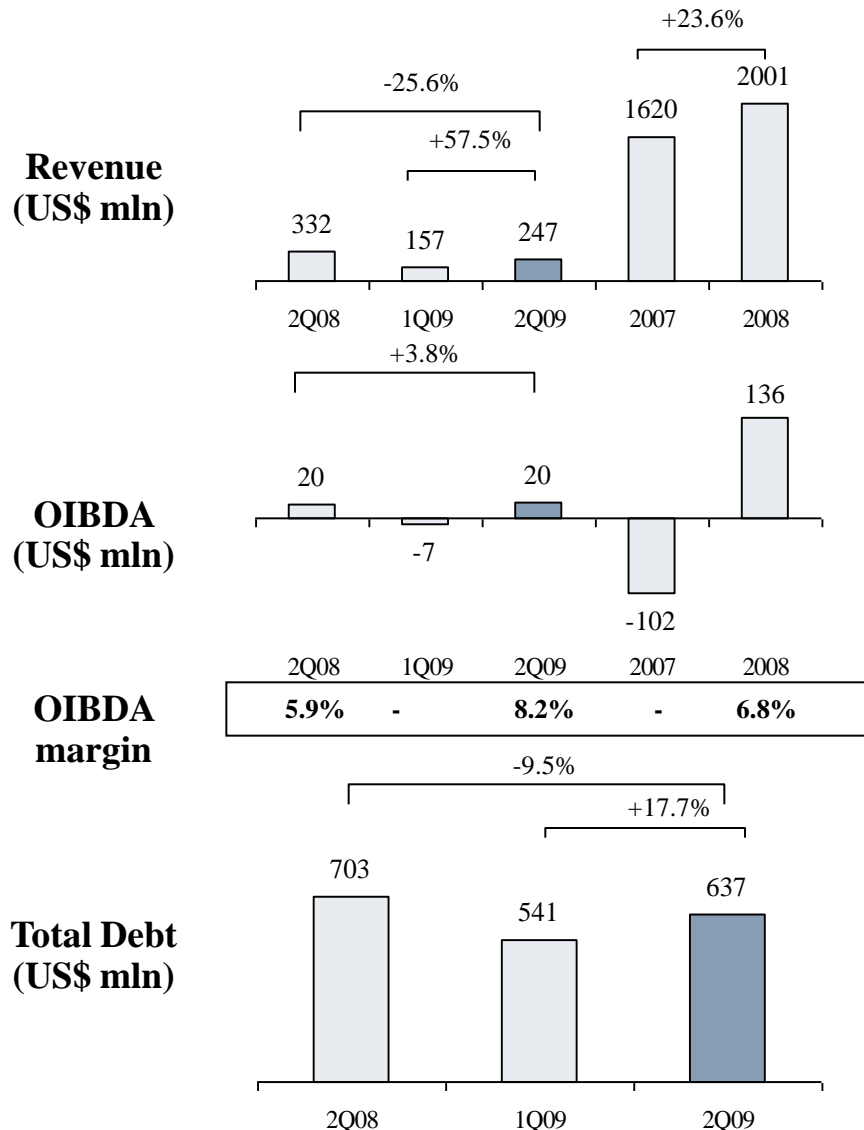 +23.6%
2001
-25.6%
1620
+57.5%
Revenue
(US$ mln)
332
157
247
2Q08 1Q09 2Q09 2007 2008
+3.8%
136
20
20
OIBDA
(US$ mln)
-7
-102
2Q08 1Q09 2Q09 2007 2008
OIBDA
margin
5.9% - 8.2% - 6.8%
-9.5%
+17.7%
703
541
637
Total Debt
(US$ mln)
2Q08 1Q09 2Q09